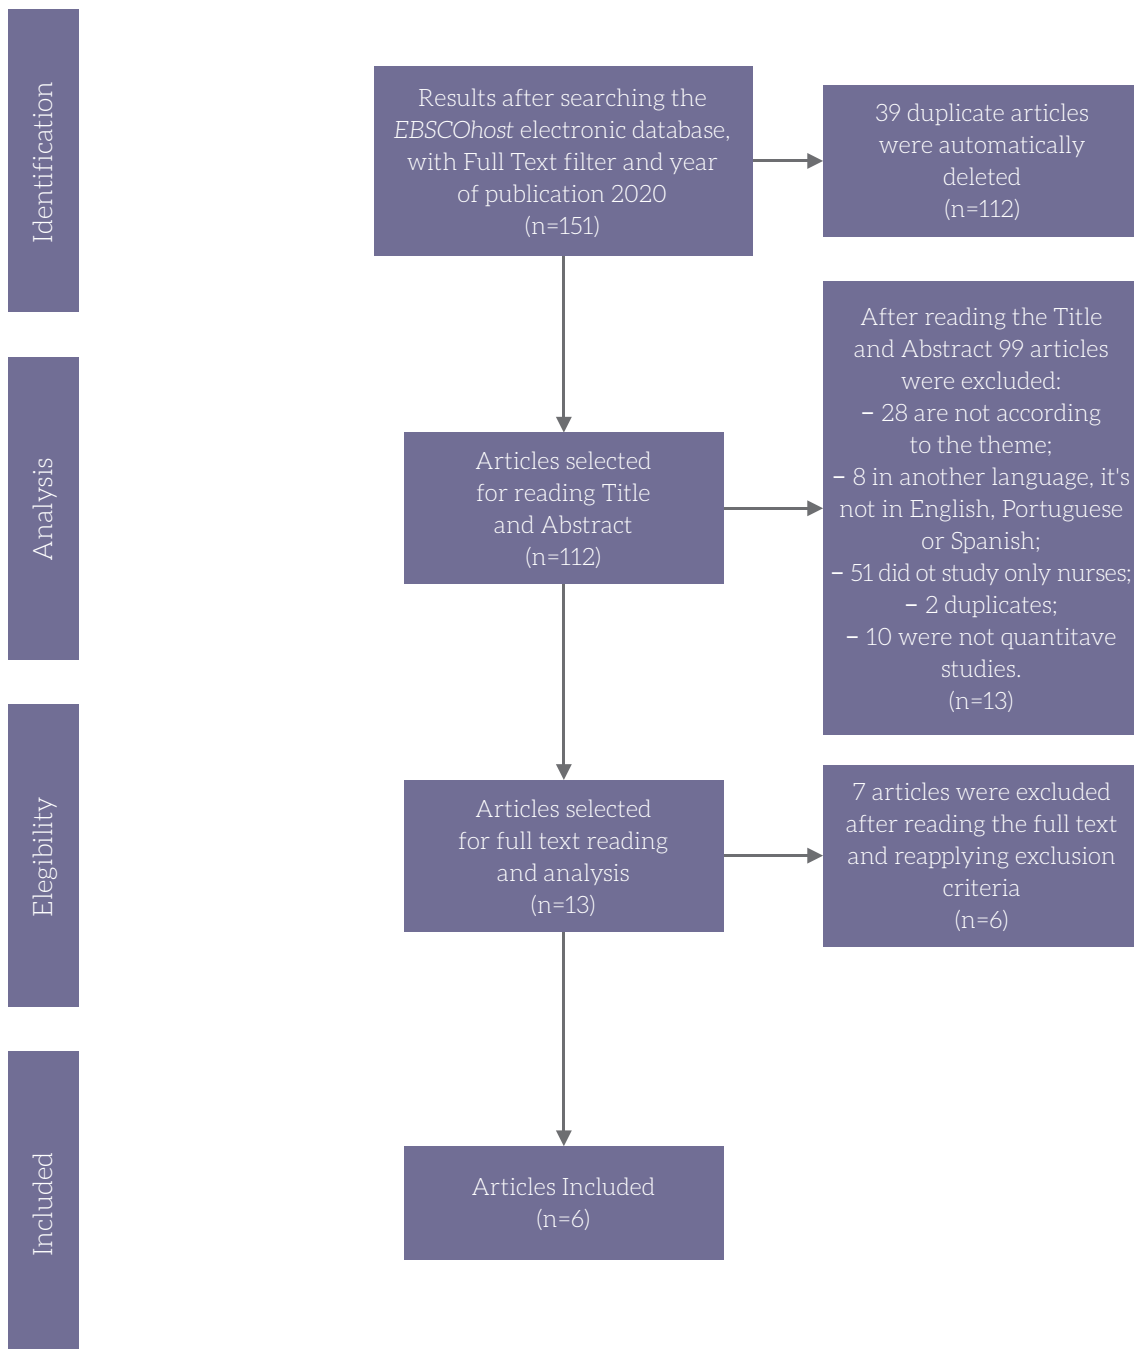 Identification
Results after searching the
EBSCOhost electronic database,
with Full Text filter and year
of publication 2020
(n=151)
39 duplicate articles
were automatically
deleted
(n=112)
Analysis
Articles selected
for reading Title
and Abstract
(n=112)
After reading the Title
and Abstract 99 articles
were excluded:
– 28 are not according
to the theme;
– 8 in another language, it's
not in English, Portuguese
or Spanish;
– 51 did ot study only nurses;
– 2 duplicates;
– 10 were not quantitave
studies.
(n=13)
Elegibility
Articles selected
for full text reading
and analysis
(n=13)
7 articles were excluded
after reading the full text
and reapplying exclusion
criteria
(n=6)
Included
Articles Included
(n=6)